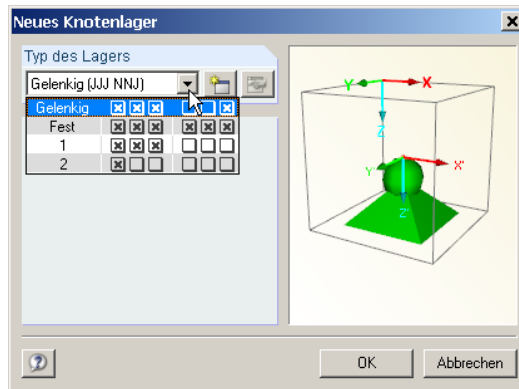 Neues Knotenlager
Typ des Lagers
Gelenkig (JJJ NNJ)
Gelenkig
Fest
1
2
Y X
Z
Y' X'
Z'
OK Abbrechen